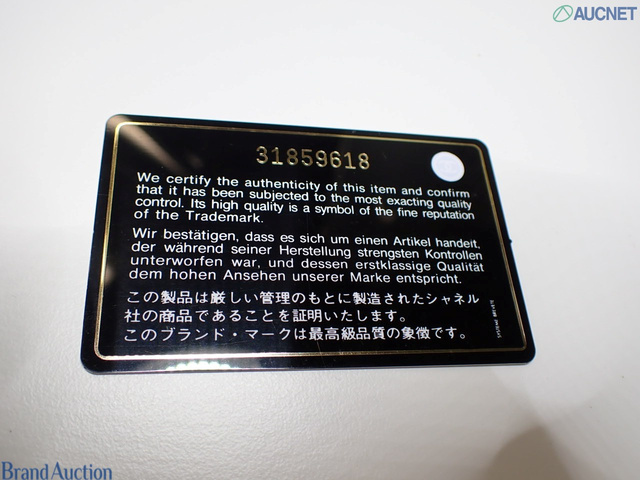 AUCNET
31859618
We certify the authenticity of this item and confirm
that it has been subjected to the most exacting quality
control. Its high quality is a symbol of the fine reputation
of the Trademark.
Wir bestätigen, dass es sich um einen Artikel handelt,
der während seiner Herstellung strengsten Kontrollen
unterworfen war, und dessen erstklassige Qualität
dem hohen Ansehen unserer Marke entspricht.
この製品は厳しい管理のもとに製造されたシャネル
社の商品であることを証明いたします。
このブランド・マークは最高級品質の象徴です。
Brand Auction